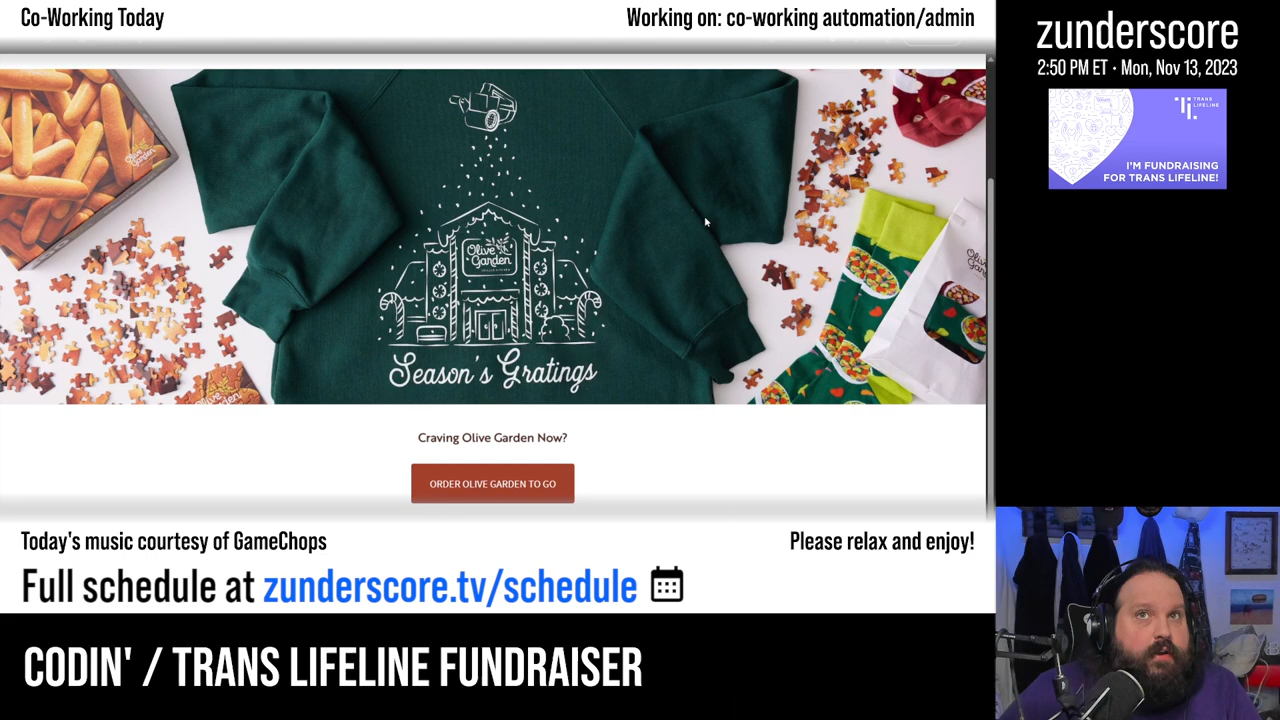 Co-Working Today
Working on: co-working automation/admin
zunderscore
2:50 PM ET · Mon, Nov 13, 2023
TRANS
LIFELINE
I'M FUNDRAISING
FOR TRANS LIFELINE!
Olive
Garden
Season's Gratings
Craving Olive Garden Now?
ORDER OLIVE GARDEN TO GO
Today's music courtesy of GameChops
Please relax and enjoy!
Full schedule at zunderscore.tv/schedule
CODIN' / TRANS LIFELINE FUNDRAISER